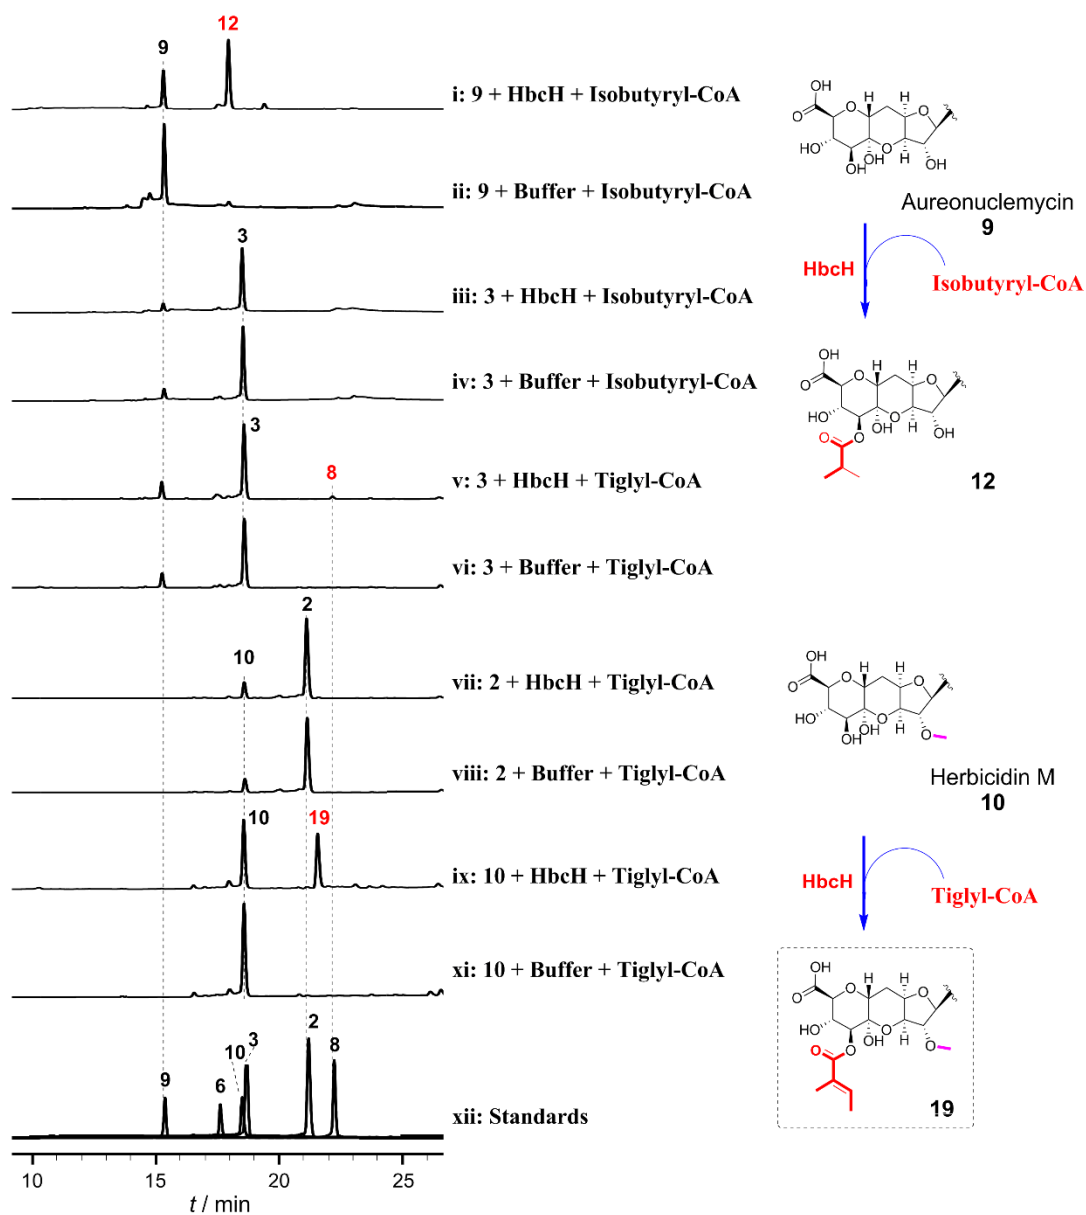 12
9
i: 9 + HbcH + Isobutyryl-CoA
ii: 9 + Buffer + Isobutyryl-CoA
3
iii: 3 + HbcH + Isobutyryl-CoA
iv: 3 + Buffer + Isobutyryl-CoA
3
8
v: 3 + HbcH + Tiglyl-CoA
vi: 3 + Buffer + Tiglyl-CoA
2
10
vii: 2 + HbcH + Tiglyl-CoA
viii: 2 + Buffer + Tiglyl-CoA
10
19
ix: 10 + HbcH + Tiglyl-CoA
xi: 10 + Buffer + Tiglyl-CoA
9
6
10
3
2
8
xii: Standards
10
15
20
25
t / min
OH
O
O
H
H
O
HO
OH
OH
O
H
OH
Aureonuclemycin
9
HbcH
Isobutyryl-CoA
OH
O
O
H
H
O
HO
OH
O
H
OH
O
O
12
OH
O
O
H
H
O
HO
OH
OH
O
H
O
Herbicidin M
10
HbcH
Tiglyl-CoA
OH
O
O
H
H
O
HO
OH
O
H
O
O
O
19